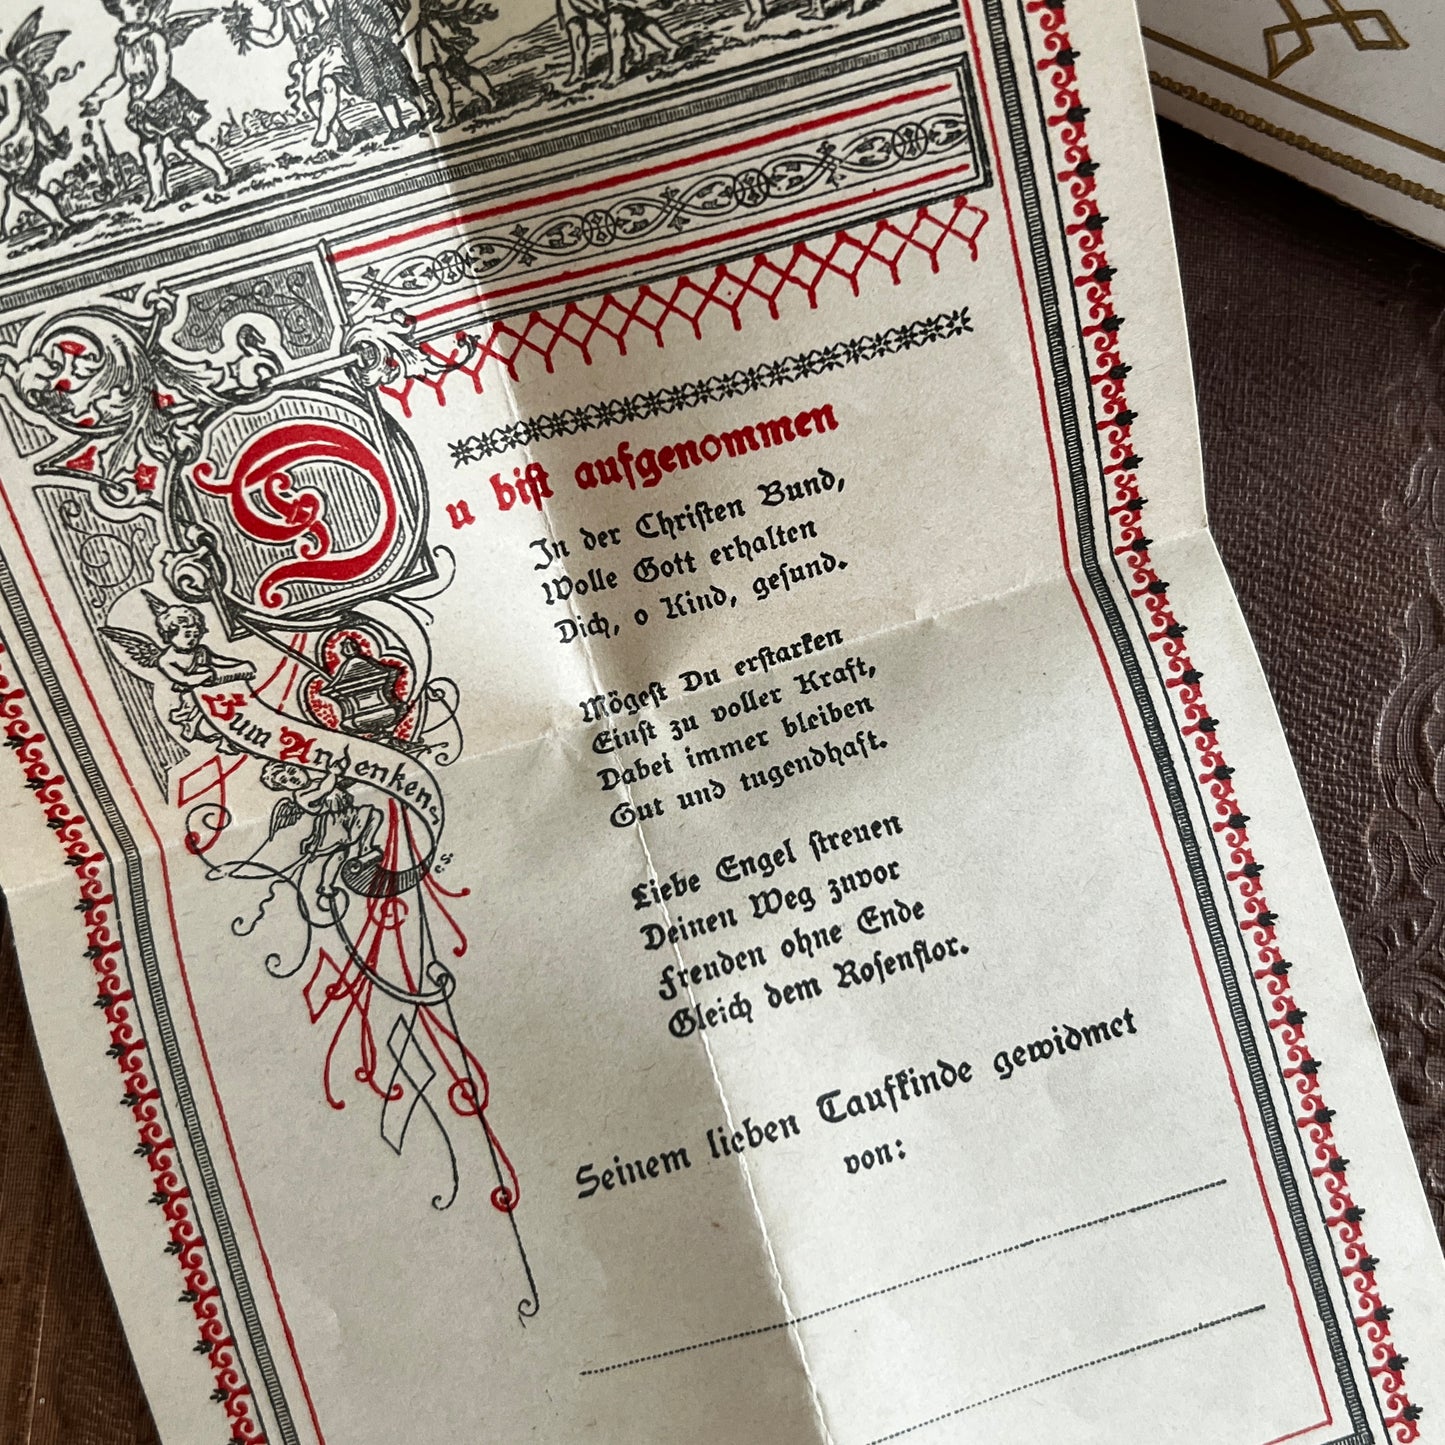 Du bist aufgenommen
In der Christen Bund,
Wolle Gott erhalten
Dich, o Kind, gesund.
Mögest Du erstarken
Einst zu voller Kraft,
Dabei immer bleiben
Gut und tugendhaft.
Liebe Engel streuen
Deinen Weg zuvor
Freuden ohne Ende
Gleich dem Rosenflor.
Zum Andenken
Seinem lieben Taufkinde gewidmet
von: